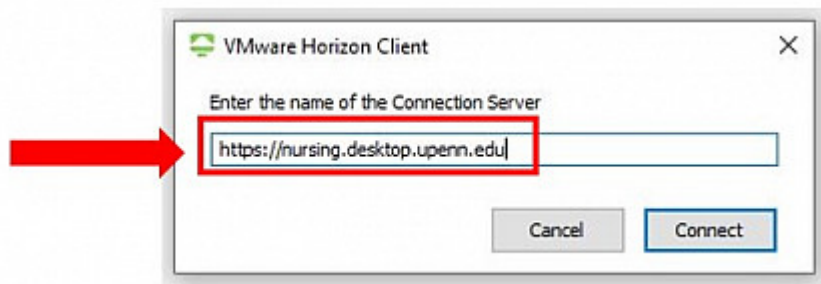 VMware Horizon Client
Enter the name of the Connection Server
https://nursing.desktop.upenn.edu
Cancel Connect